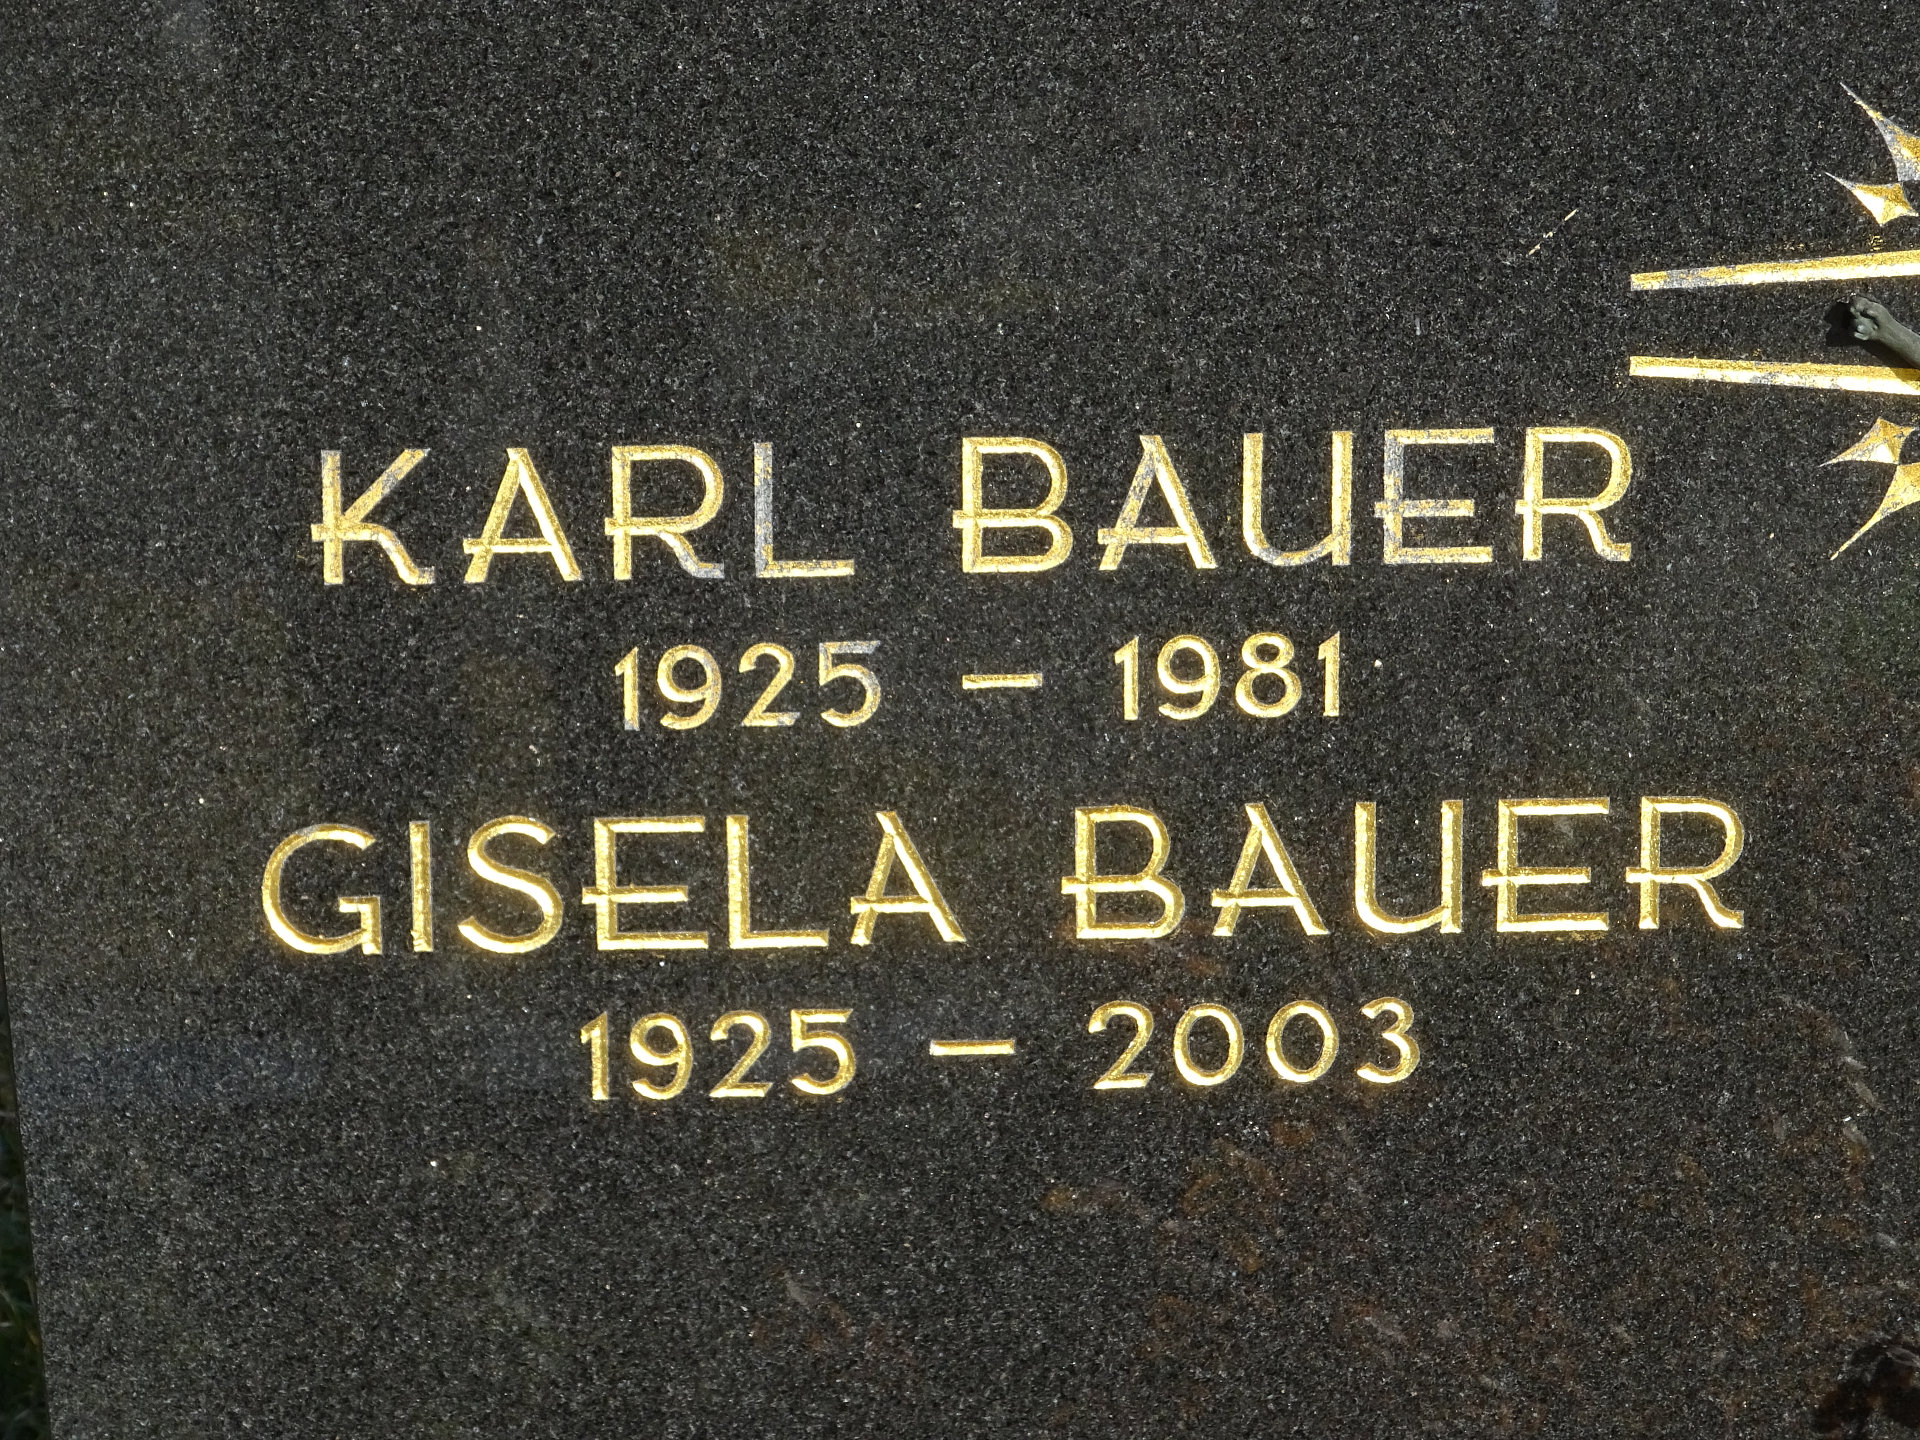 KARL BAUER
1925 – 1981
GISELA BAUER
1925 – 2003